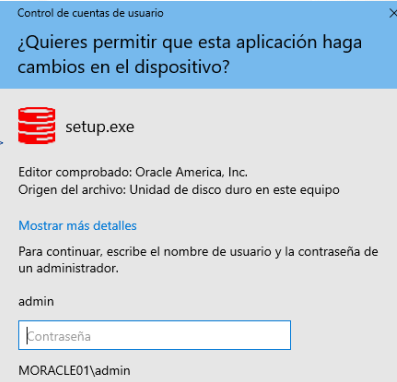 Control de cuentas de usuario
¿Quieres permitir que esta aplicación haga
cambios en el dispositivo?
setup.exe
Editor comprobado: Oracle America, Inc.
Origen del archivo: Unidad de disco duro en este equipo
Mostrar más detalles
Para continuar, escribe el nombre de usuario y la contraseña de
un administrador.
admin
Contraseña
MORACLE01\admin